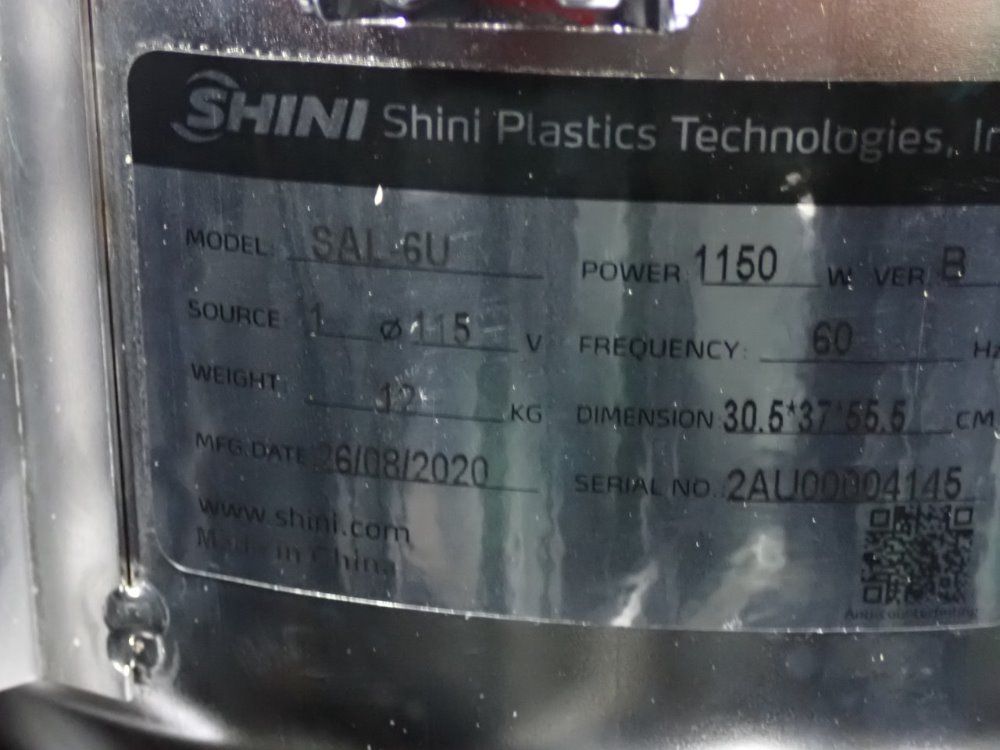 SHINI Shini Plastics Technologies, In
MODEL: SAL-6U POWER 1150 W VER B
SOURCE 1 Ø 115 V FREQUENCY: 60 Hz
WEIGHT 12 KG DIMENSION 30.5*37*55.5 CM
MFG.DATE 26/08/2020 SERIAL NO.: 2AU00004145
www.shini.com
Made in China
Anticounterfeiting